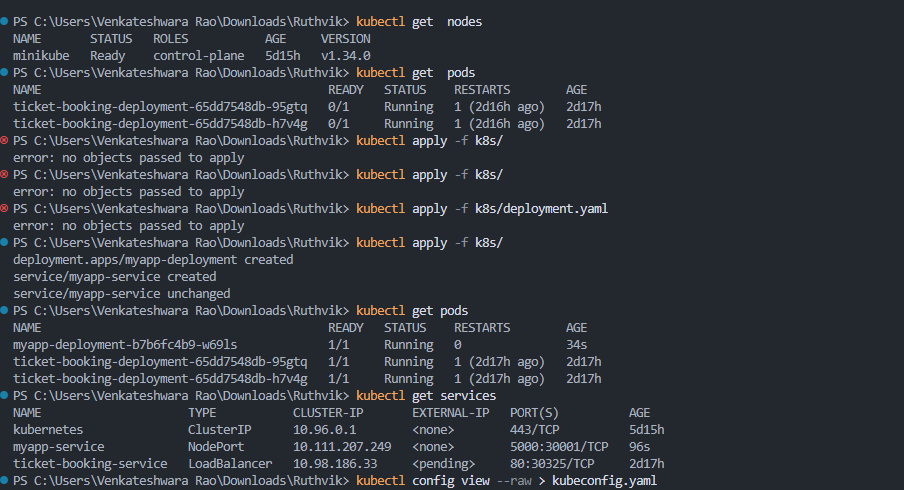 PS C:\Users\Venkateshwara Rao\Downloads\Ruthvik> kubectl get  nodes
NAME       STATUS   ROLES           AGE     VERSION
minikube   Ready    control-plane   5d15h   v1.34.0
PS C:\Users\Venkateshwara Rao\Downloads\Ruthvik> kubectl get  pods
NAME                                         READY   STATUS    RESTARTS        AGE
ticket-booking-deployment-65dd7548db-95gtq   0/1     Running   1 (2d16h ago)   2d17h
ticket-booking-deployment-65dd7548db-h7v4g   0/1     Running   1 (2d16h ago)   2d17h
PS C:\Users\Venkateshwara Rao\Downloads\Ruthvik> kubectl apply -f k8s/
error: no objects passed to apply
PS C:\Users\Venkateshwara Rao\Downloads\Ruthvik> kubectl apply -f k8s/
error: no objects passed to apply
PS C:\Users\Venkateshwara Rao\Downloads\Ruthvik> kubectl apply -f k8s/deployment.yaml
error: no objects passed to apply
PS C:\Users\Venkateshwara Rao\Downloads\Ruthvik> kubectl apply -f k8s/
deployment.apps/myapp-deployment created
service/myapp-service created
service/myapp-service unchanged
PS C:\Users\Venkateshwara Rao\Downloads\Ruthvik> kubectl get pods
NAME                                         READY   STATUS    RESTARTS        AGE
myapp-deployment-b7b6fc4b9-w69ls             1/1     Running   0               34s
ticket-booking-deployment-65dd7548db-95gtq   1/1     Running   1 (2d17h ago)   2d17h
ticket-booking-deployment-65dd7548db-h7v4g   1/1     Running   1 (2d17h ago)   2d17h
PS C:\Users\Venkateshwara Rao\Downloads\Ruthvik> kubectl get services
NAME                     TYPE           CLUSTER-IP       EXTERNAL-IP   PORT(S)          AGE
kubernetes               ClusterIP      10.96.0.1        <none>        443/TCP          5d15h
myapp-service            NodePort       10.111.207.249   <none>        5000:30001/TCP   96s
ticket-booking-service   LoadBalancer   10.98.186.33     <pending>     80:30325/TCP     2d17h
PS C:\Users\Venkateshwara Rao\Downloads\Ruthvik> kubectl config view --raw > kubeconfig.yaml